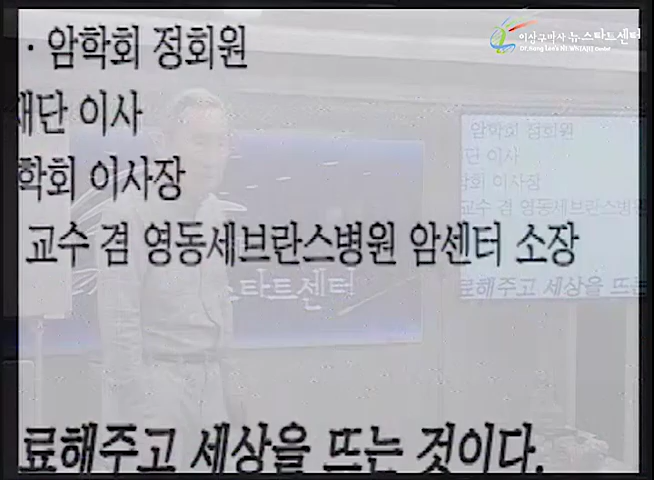 이상구박사 뉴스타트센터
· 암학회 정회원
재단 이사
학회 이사장
교수 겸 영동세브란스병원 암센터 소장
료해주고 세상을 뜨는 것이다.
암학회 정회원
단 이사
학회 이사장
교수 겸 영동세브란스병원
료해주고 세상을 뜨는
스타트센터